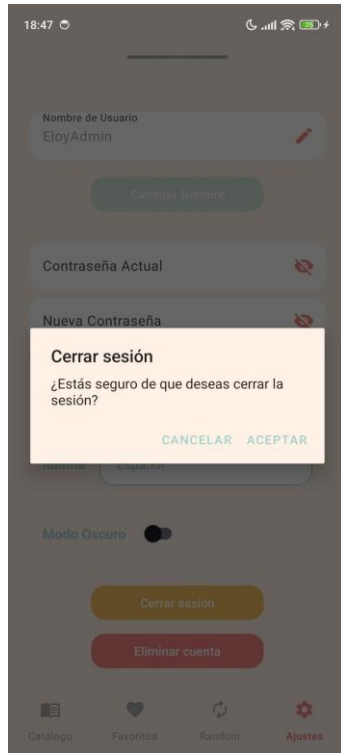 18:47
75
Nombre de Usuario
EloyAdmin
Cambiar Nombre
Contraseña Actual
Nueva Contraseña
Cerrar sesión
¿Estás seguro de que deseas cerrar la
sesión?
CANCELAR ACEPTAR
Idioma Español
Modo Oscuro
Cerrar sesión
Eliminar cuenta
Catálogo Favoritos Random Ajustes